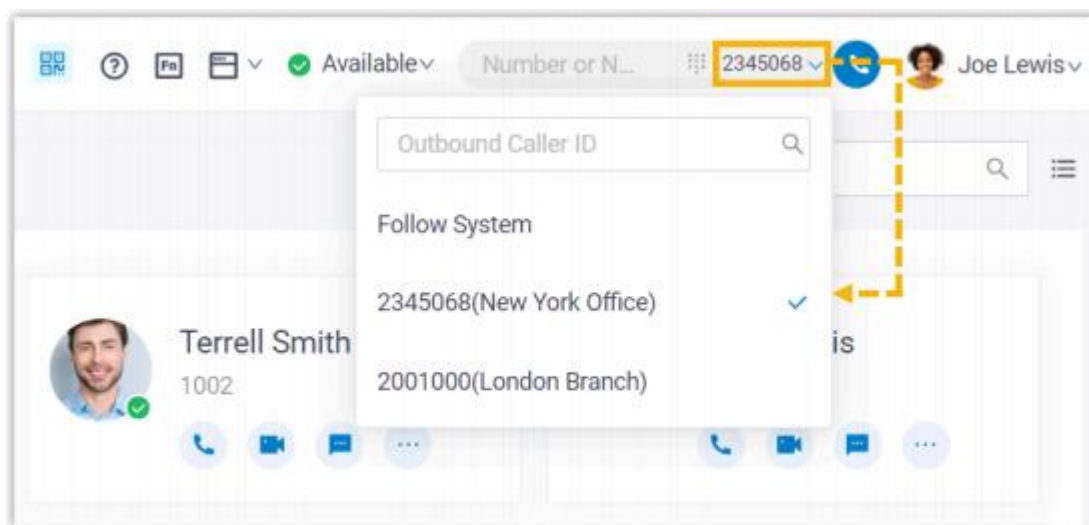 Fn Available Number or N... 2345068 Joe Lewis
Outbound Caller ID
Follow System
2345068(New York Office)
2001000(London Branch)
Terrell Smith
1002
is